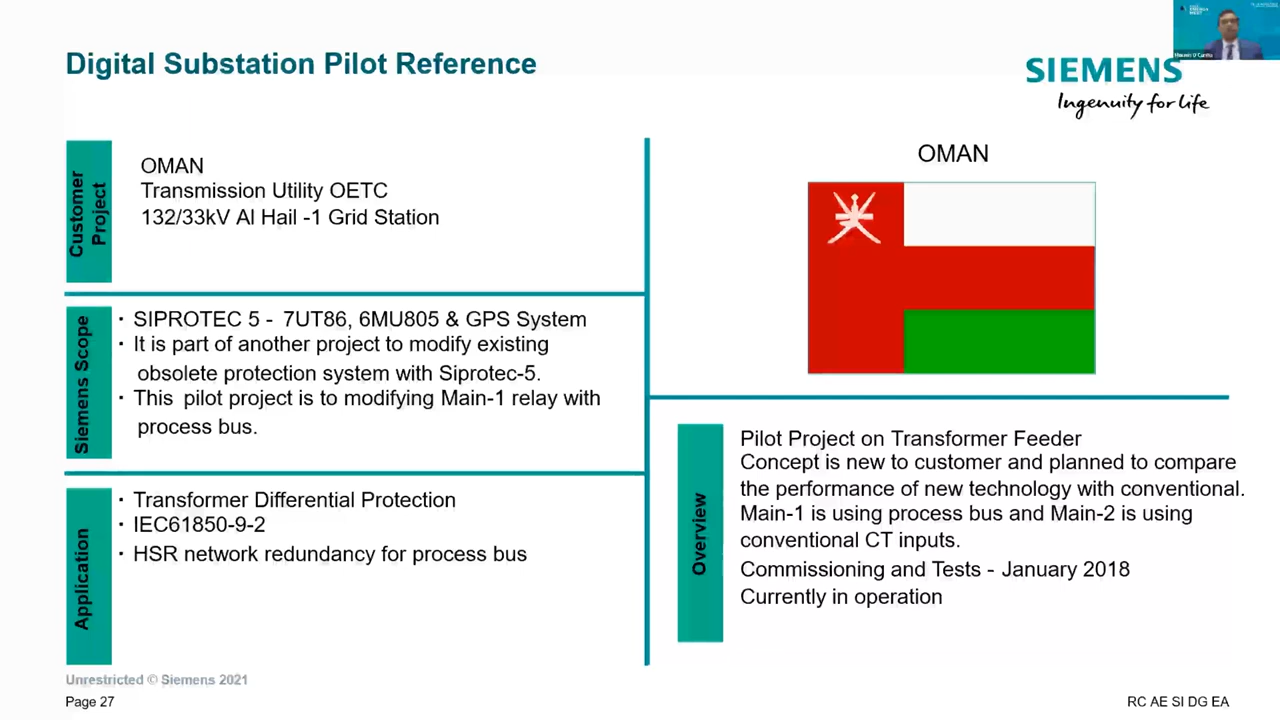 Digital Substation Pilot Reference
SIEMENS
Ingenuity for life
Customer
Project
OMAN
Transmission Utility OETC
132/33kV Al Hail -1 Grid Station
Siemens Scope
· SIPROTEC 5 - 7UT86, 6MU805 & GPS System
· It is part of another project to modify existing
obsolete protection system with Siprotec-5.
· This pilot project is to modifying Main-1 relay with
process bus.
Application
· Transformer Differential Protection
· IEC61850-9-2
· HSR network redundancy for process bus
OMAN
Overview
Pilot Project on Transformer Feeder
Concept is new to customer and planned to compare
the performance of new technology with conventional.
Main-1 is using process bus and Main-2 is using
conventional CT inputs.
Commissioning and Tests - January 2018
Currently in operation
Unrestricted © Siemens 2021
Page 27
RC AE SI DG EA